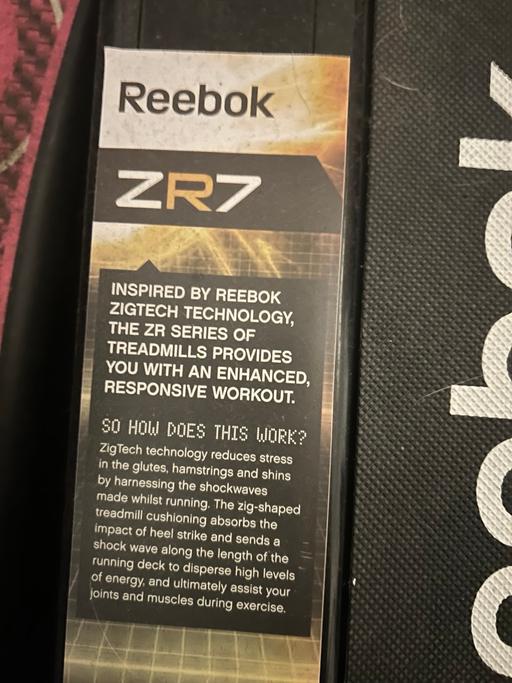 Reebok
ZR7
INSPIRED BY REEBOK
ZIGTECH TECHNOLOGY,
THE ZR SERIES OF
TREADMILLS PROVIDES
YOU WITH AN ENHANCED,
RESPONSIVE WORKOUT.
SO HOW DOES THIS WORK?
ZigTech technology reduces stress
in the glutes, hamstrings and shins
by harnessing the shockwaves
made whilst running. The zig-shaped
treadmill cushioning absorbs the
impact of heel strike and sends a
shock wave along the length of the
running deck to disperse high levels
of energy, and ultimately assist your
joints and muscles during exercise.